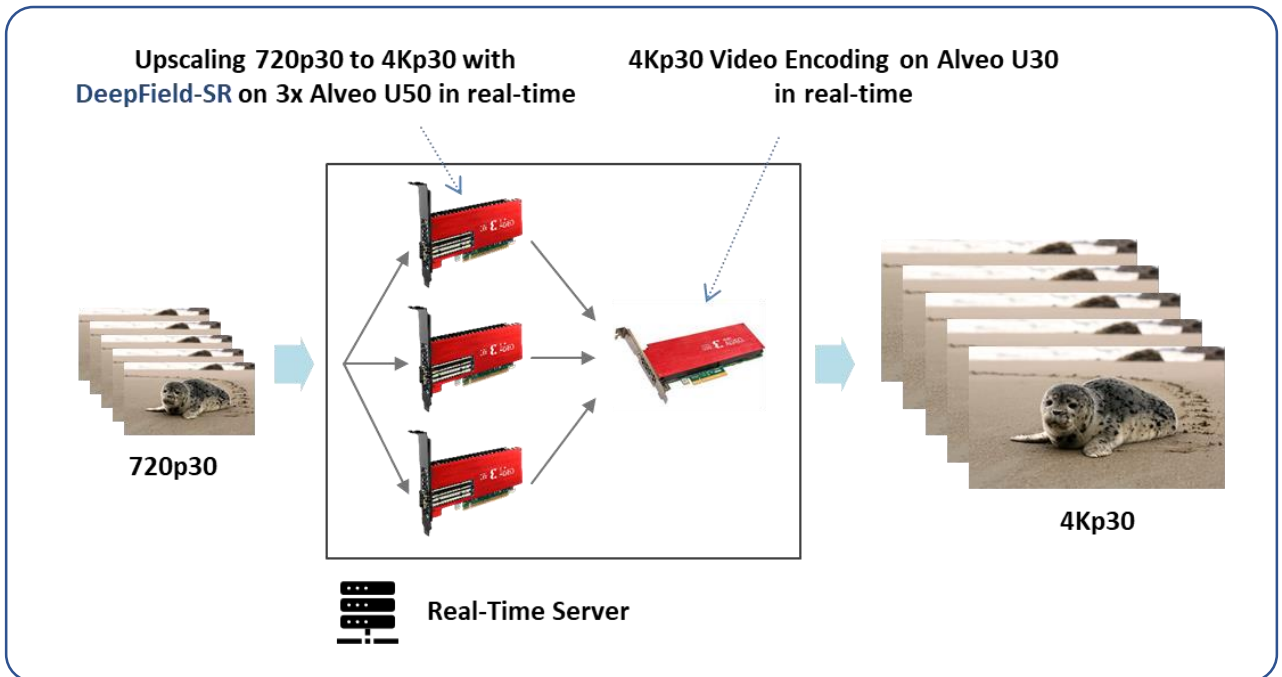 Upscaling 720p30 to 4Kp30 with
DeepField-SR on 3x Alveo U50 in real-time
4Kp30 Video Encoding on Alveo U30
in real-time
720p30
4Kp30
Real-Time Server